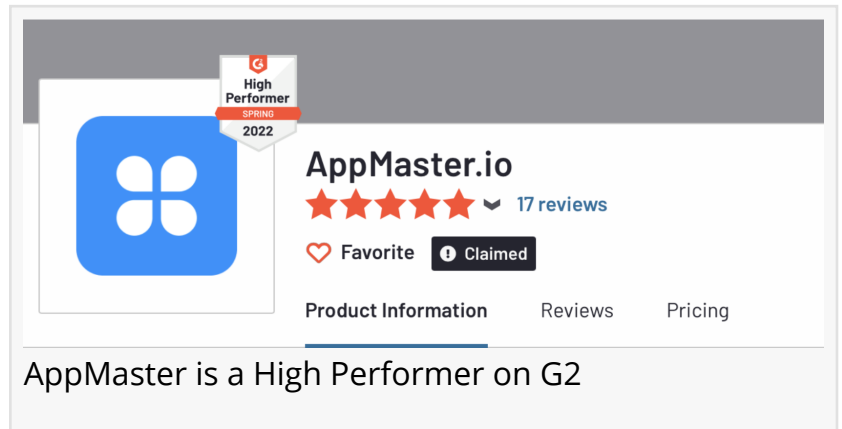 High
Performer
SPRING
2022
AppMaster.io
17 reviews
Favorite
Claimed
Product Information Reviews Pricing
AppMaster is a High Performer on G2